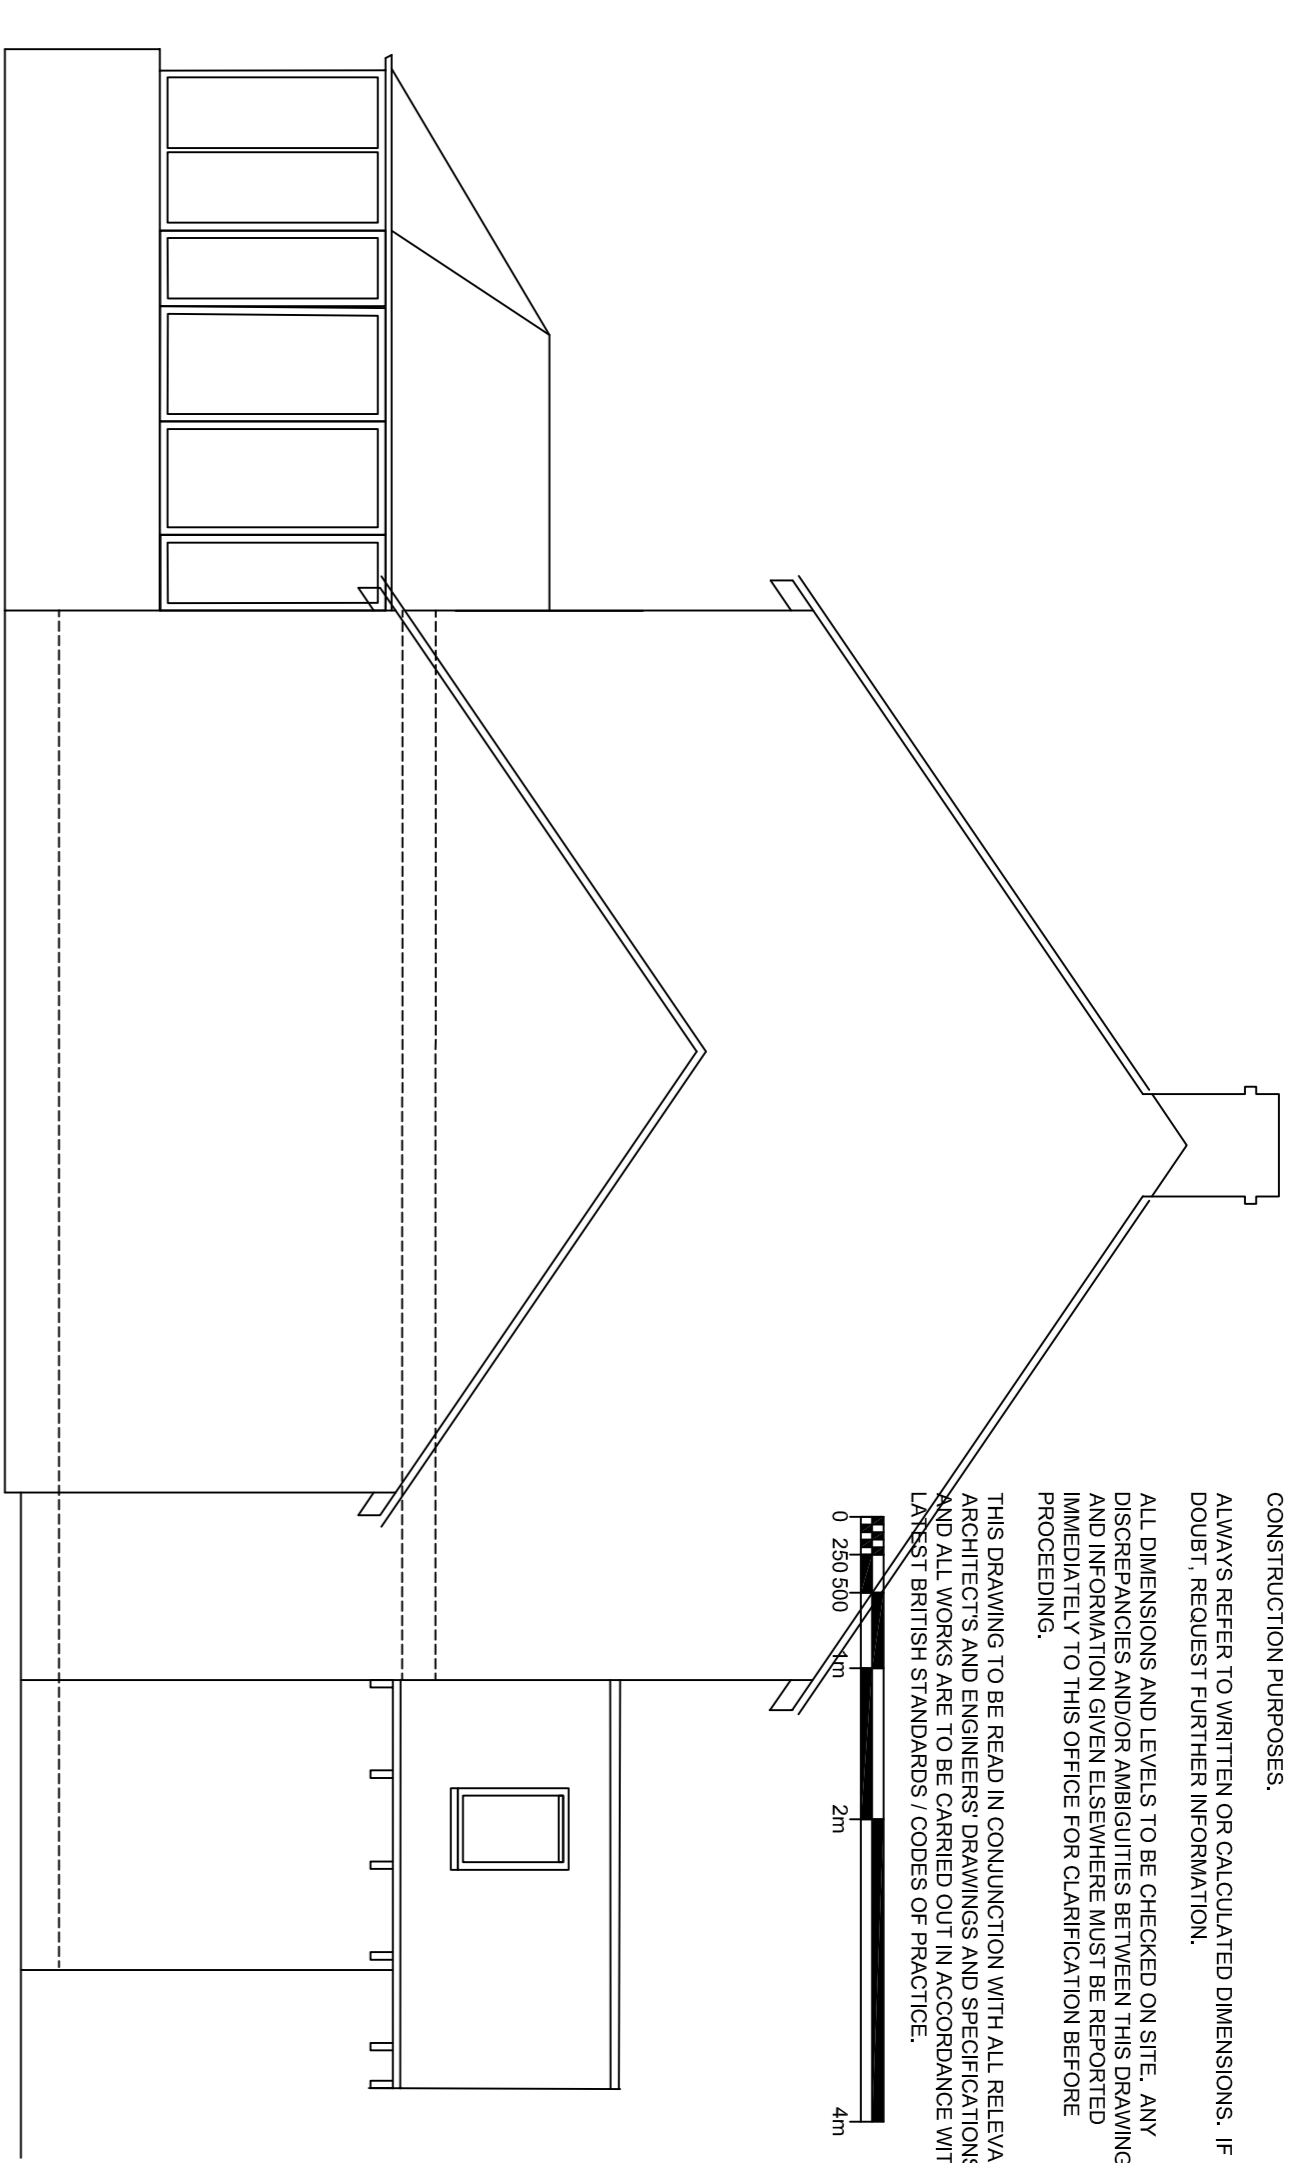 CONSTRUCTION PURPOSES.
ALWAYS REFER TO WRITTEN OR CALCULATED DIMENSIONS. IF
DOUBT, REQUEST FURTHER INFORMATION.
ALL DIMENSIONS AND LEVELS TO BE CHECKED ON SITE. ANY
DISCREPANCIES AND/OR AMBIGUITIES BETWEEN THIS DRAWING
AND INFORMATION GIVEN ELSEWHERE MUST BE REPORTED
IMMEDIATELY TO THIS OFFICE FOR CLARIFICATION BEFORE
PROCEEDING.
THIS DRAWING TO BE READ IN CONJUNCTION WITH ALL RELEVA
ARCHITECT'S AND ENGINEERS' DRAWINGS AND SPECIFICATIONS
AND ALL WORKS ARE TO BE CARRIED OUT IN ACCORDANCE WIT
LATEST BRITISH STANDARDS / CODES OF PRACTICE.
0 250 500 1m 2m 4m